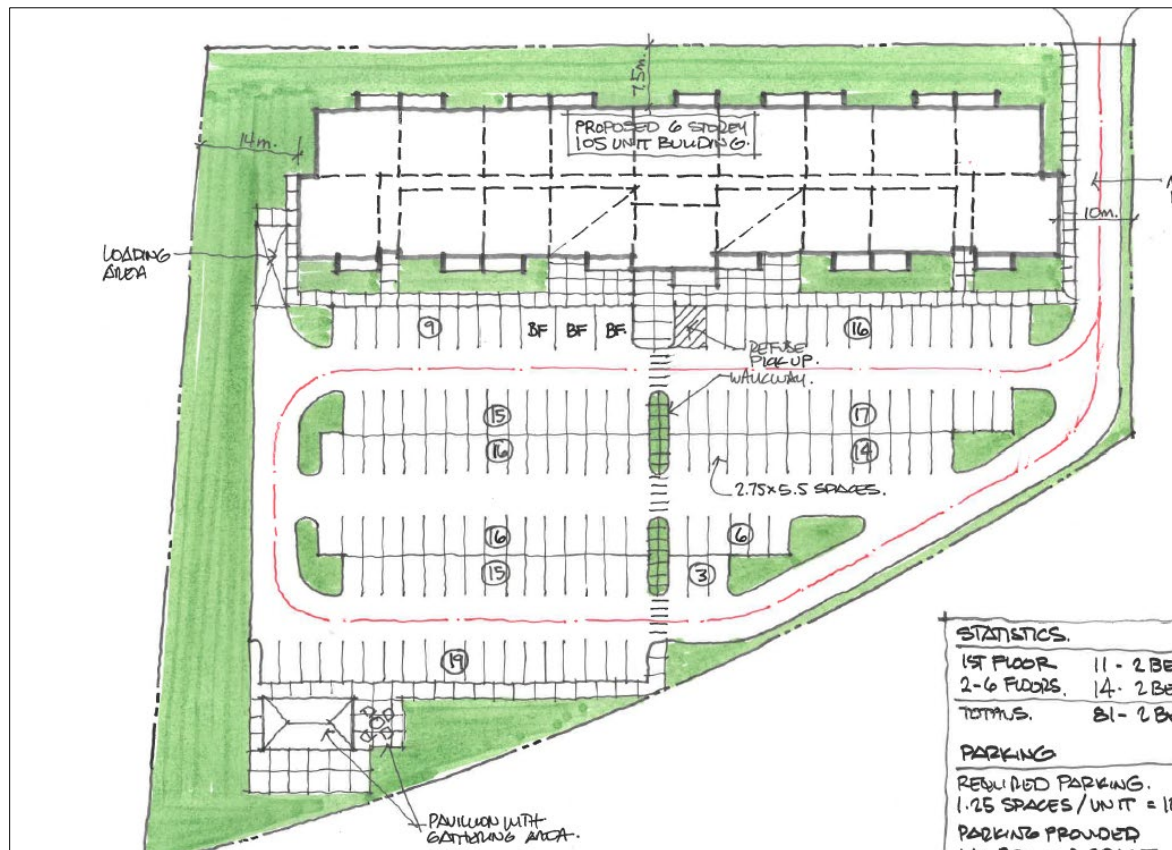 7.5m.
PROPOSED 6 STOREY
105 UNIT BUILDING.
14m.
10m.
LOADING
AREA
9
BF
BF
BF.
16
REFUSE
PICK UP.
WALKWAY.
15
17
16
14
2.75x5.5 SPACES.
16
6
15
3
19
PAVILLION WITH
GATHERING AREA.
STATISTICS.
1ST FLOOR 11 - 2 BE
2-6 FLOORS. 14 - 2 BE
TOTALS. 81 - 2 BE
PARKING
REQUIRED PARKING.
1.25 SPACES/UNIT = 1
PARKING PROVIDED